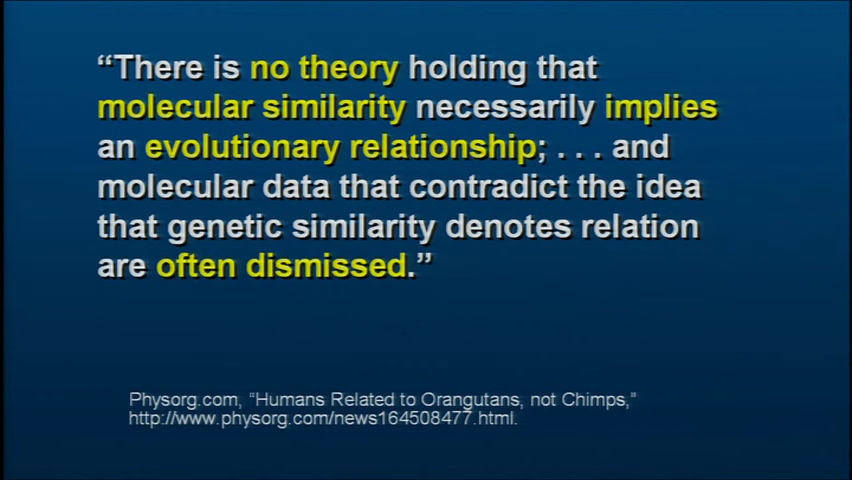 “There is no theory holding that
molecular similarity necessarily implies
an evolutionary relationship; . . . and
molecular data that contradict the idea
that genetic similarity denotes relation
are often dismissed.”
Physorg.com, “Humans Related to Orangutans, not Chimps,”
http://www.physorg.com/news164508477.html.